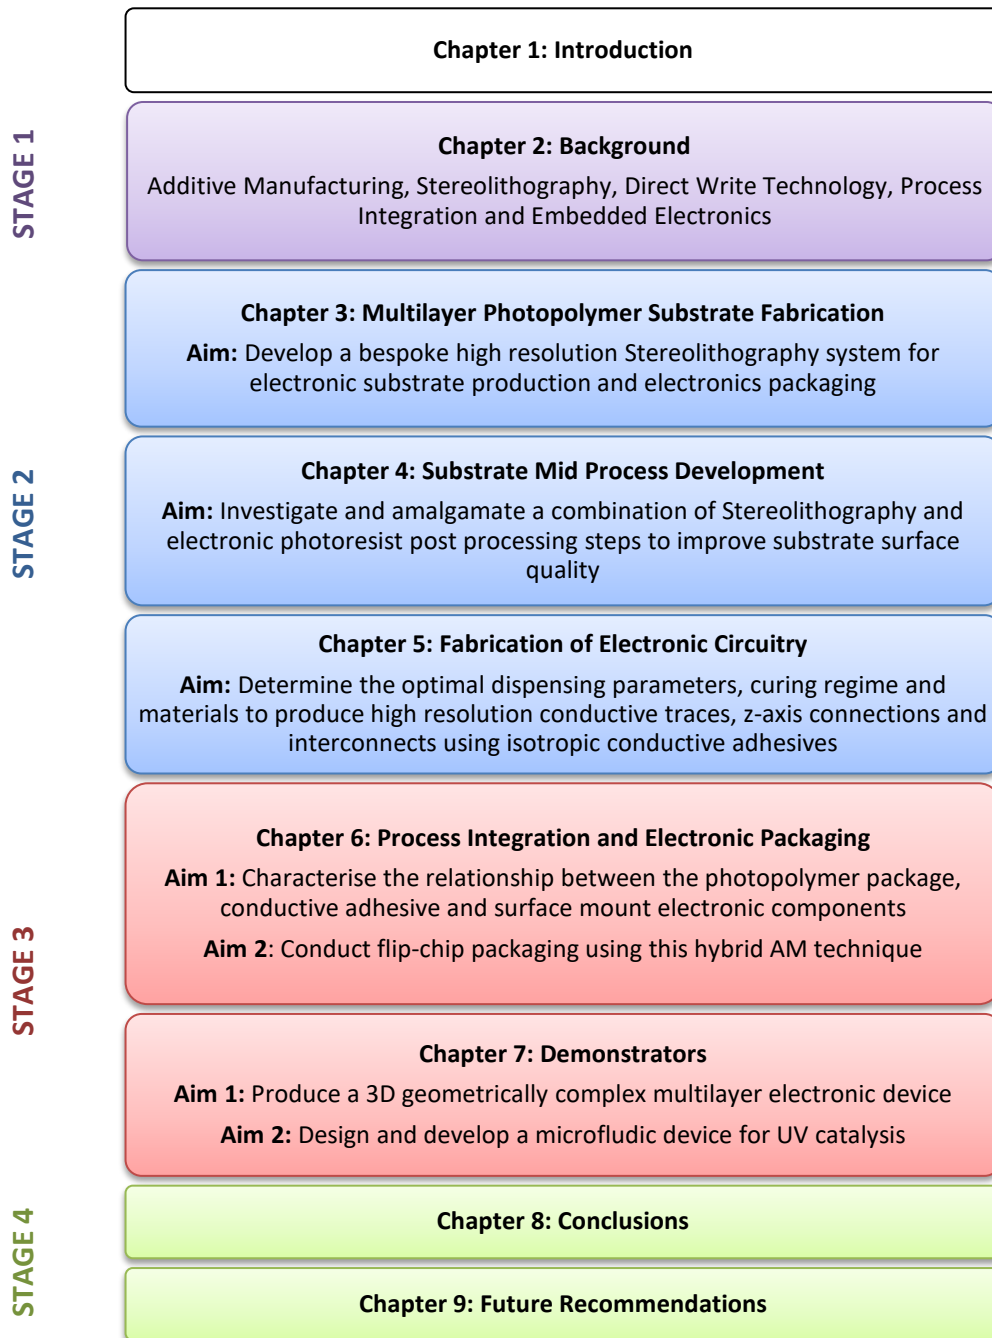 Chapter 1: Introduction
STAGE 1
Chapter 2: Background
Additive Manufacturing, Stereolithography, Direct Write Technology, Process
Integration and Embedded Electronics
STAGE 2
Chapter 3: Multilayer Photopolymer Substrate Fabrication
Aim: Develop a bespoke high resolution Stereolithography system for
electronic substrate production and electronics packaging
Chapter 4: Substrate Mid Process Development
Aim: Investigate and amalgamate a combination of Stereolithography and
electronic photoresist post processing steps to improve substrate surface
quality
Chapter 5: Fabrication of Electronic Circuitry
Aim: Determine the optimal dispensing parameters, curing regime and
materials to produce high resolution conductive traces, z-axis connections and
interconnects using isotropic conductive adhesives
STAGE 3
Chapter 6: Process Integration and Electronic Packaging
Aim 1: Characterise the relationship between the photopolymer package,
conductive adhesive and surface mount electronic components
Aim 2: Conduct flip-chip packaging using this hybrid AM technique
Chapter 7: Demonstrators
Aim 1: Produce a 3D geometrically complex multilayer electronic device
Aim 2: Design and develop a microfludic device for UV catalysis
STAGE 4
Chapter 8: Conclusions
Chapter 9: Future Recommendations